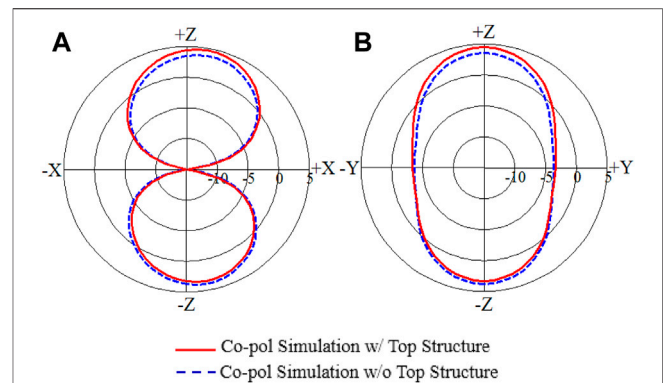 A
B
+Z
+Z
-X
-10
-5
0
5
+X
-Y
-10
-5
0
5
+Y
-Z
-Z
Co-pol Simulation w/ Top Structure
Co-pol Simulation w/o Top Structure